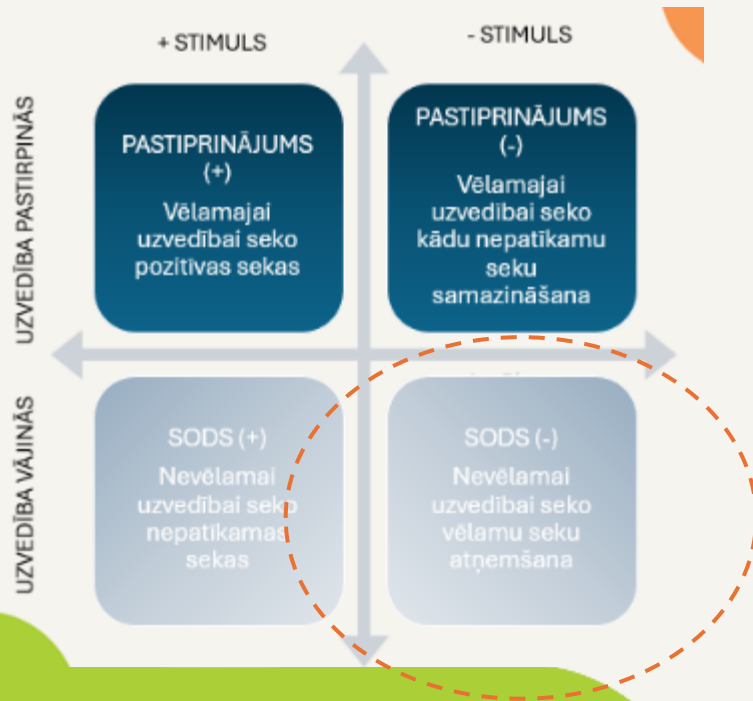 + STIMULS
- STIMULS
UZVEDĪBA PASTIRPINĀS
PASTIPRINĀJUMS
(+)
Vēlamajai
uzvedībai seko
pozitīvas sekas
PASTIPRINĀJUMS
(-)
Vēlamajai
uzvedībai seko
kādu nepatīkamu
seku
samazināšana
UZVEDĪBA VĀJINĀS
SODS (+)
Nevēlamai
uzvedībai seko
nepatīkamas
sekas
SODS (-)
Nevēlamai
uzvedībai seko
vēlamu seku
atņemšana